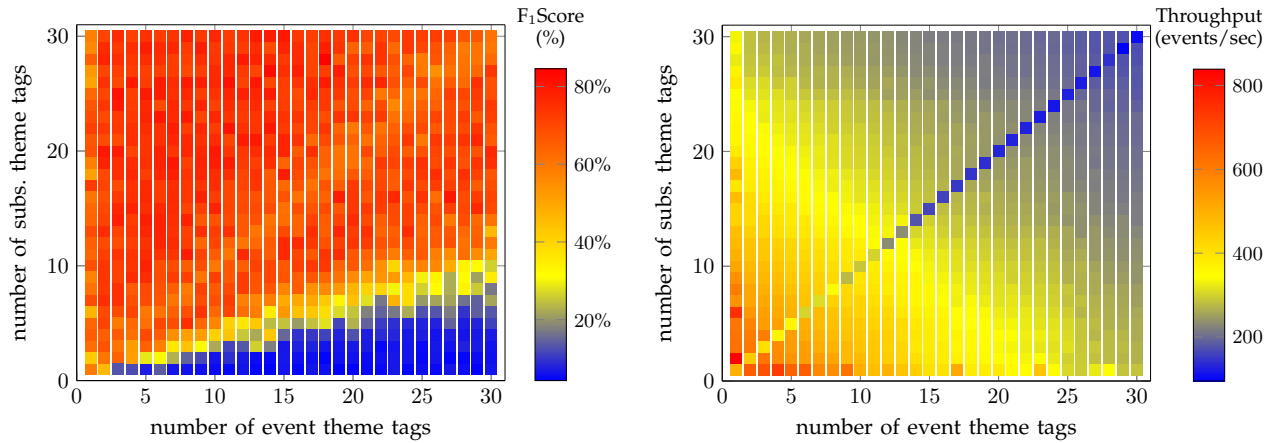 F₁Score
(%)
30
20
10
0
number of subs. theme tags
0 5 10 15 20 25 30
number of event theme tags
80%
60%
40%
20%
Throughput
(events/sec)
30
20
10
0
number of subs. theme tags
0 5 10 15 20 25 30
number of event theme tags
800
600
400
200